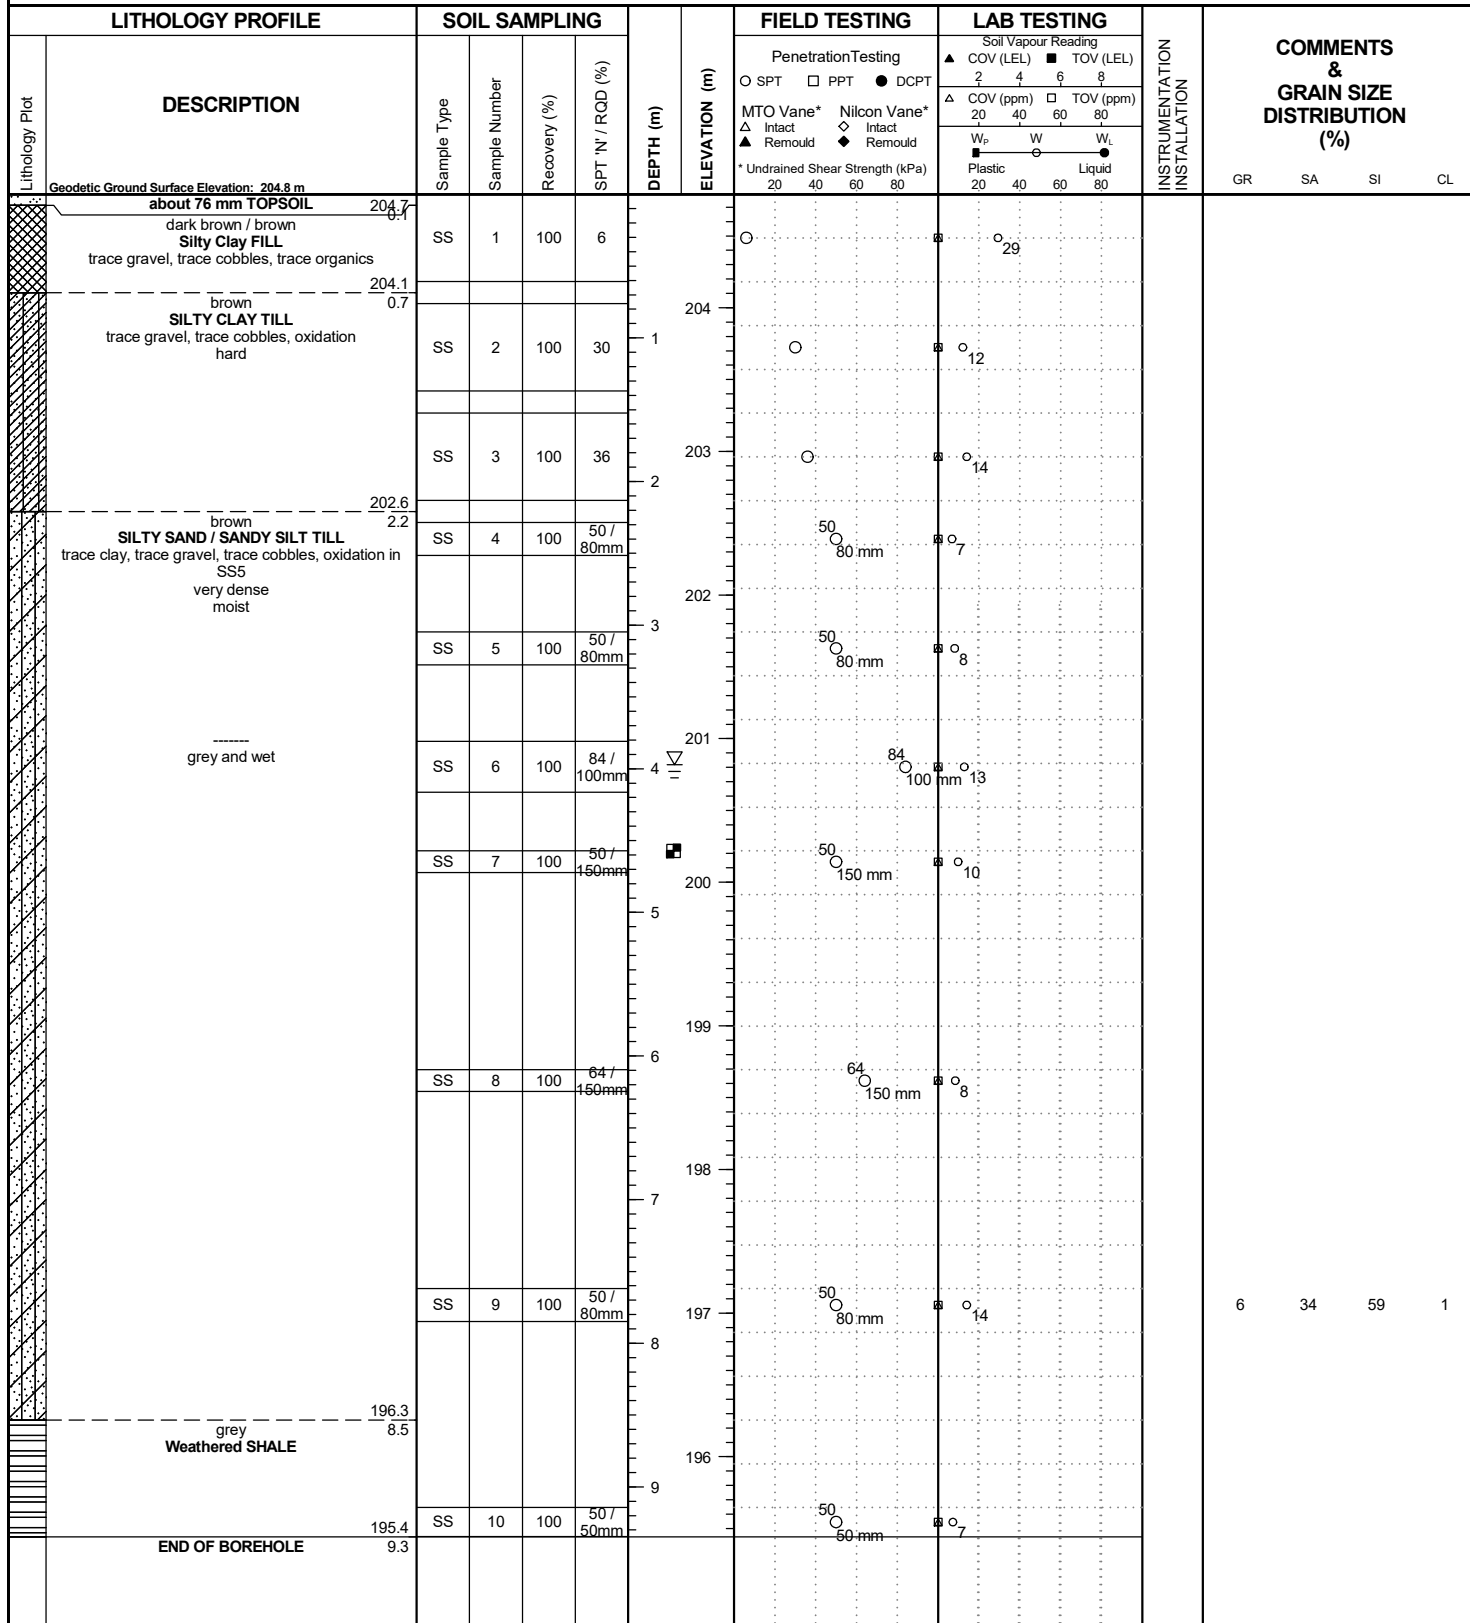 LITHOLOGY PROFILE
SOIL SAMPLING
FIELD TESTING
LAB TESTING
Lithology Plot
DESCRIPTION
Geodetic Ground Surface Elevation: 204.8 m
Sample Type
Sample Number
Recovery (%)
SPT 'N' / RQD (%)
DEPTH (m)
ELEVATION (m)
PenetrationTesting
SPT PPT DCPT
MTO Vane* Nilcon Vane*
Intact Intact
Remould Remould
* Undrained Shear Strength (kPa)
20 40 60 80
Soil Vapour Reading
COV (LEL) TOV (LEL)
2 4 6 8
COV (ppm) TOV (ppm)
20 40 60 80
WP W WL
Plastic Liquid
20 40 60 80
INSTRUMENTATION
INSTALLATION
COMMENTS
&
GRAIN SIZE
DISTRIBUTION
(%)
GR SA SI CL
about 76 mm TOPSOIL 204.7
0.1
dark brown / brown
Silty Clay FILL
trace gravel, trace cobbles, trace organics
SS 1 100 6
29
204.1
brown 0.7
SILTY CLAY TILL
trace gravel, trace cobbles, oxidation
hard
204
1
SS 2 100 30
12
203
SS 3 100 36
14
2
202.6
brown 2.2
SILTY SAND / SANDY SILT TILL
trace clay, trace gravel, trace cobbles, oxidation in
SS5
very dense
moist
SS 4 100 50 /
80mm
50
80 mm
7
202
3
SS 5 100 50 /
80mm
50
80 mm
8
201
-------
grey and wet
SS 6 100 84 /
100mm
4
84
100 mm
13
SS 7 100 50 /
150mm
50
150 mm
10
200
5
199
6
SS 8 100 64 /
150mm
64
150 mm
8
198
7
SS 9 100 50 /
80mm
197
50
80 mm
14
6 34 59 1
8
196.3
grey 8.5
Weathered SHALE
196
9
SS 10 100 50 /
50mm
50
50 mm
7
195.4
END OF BOREHOLE 9.3